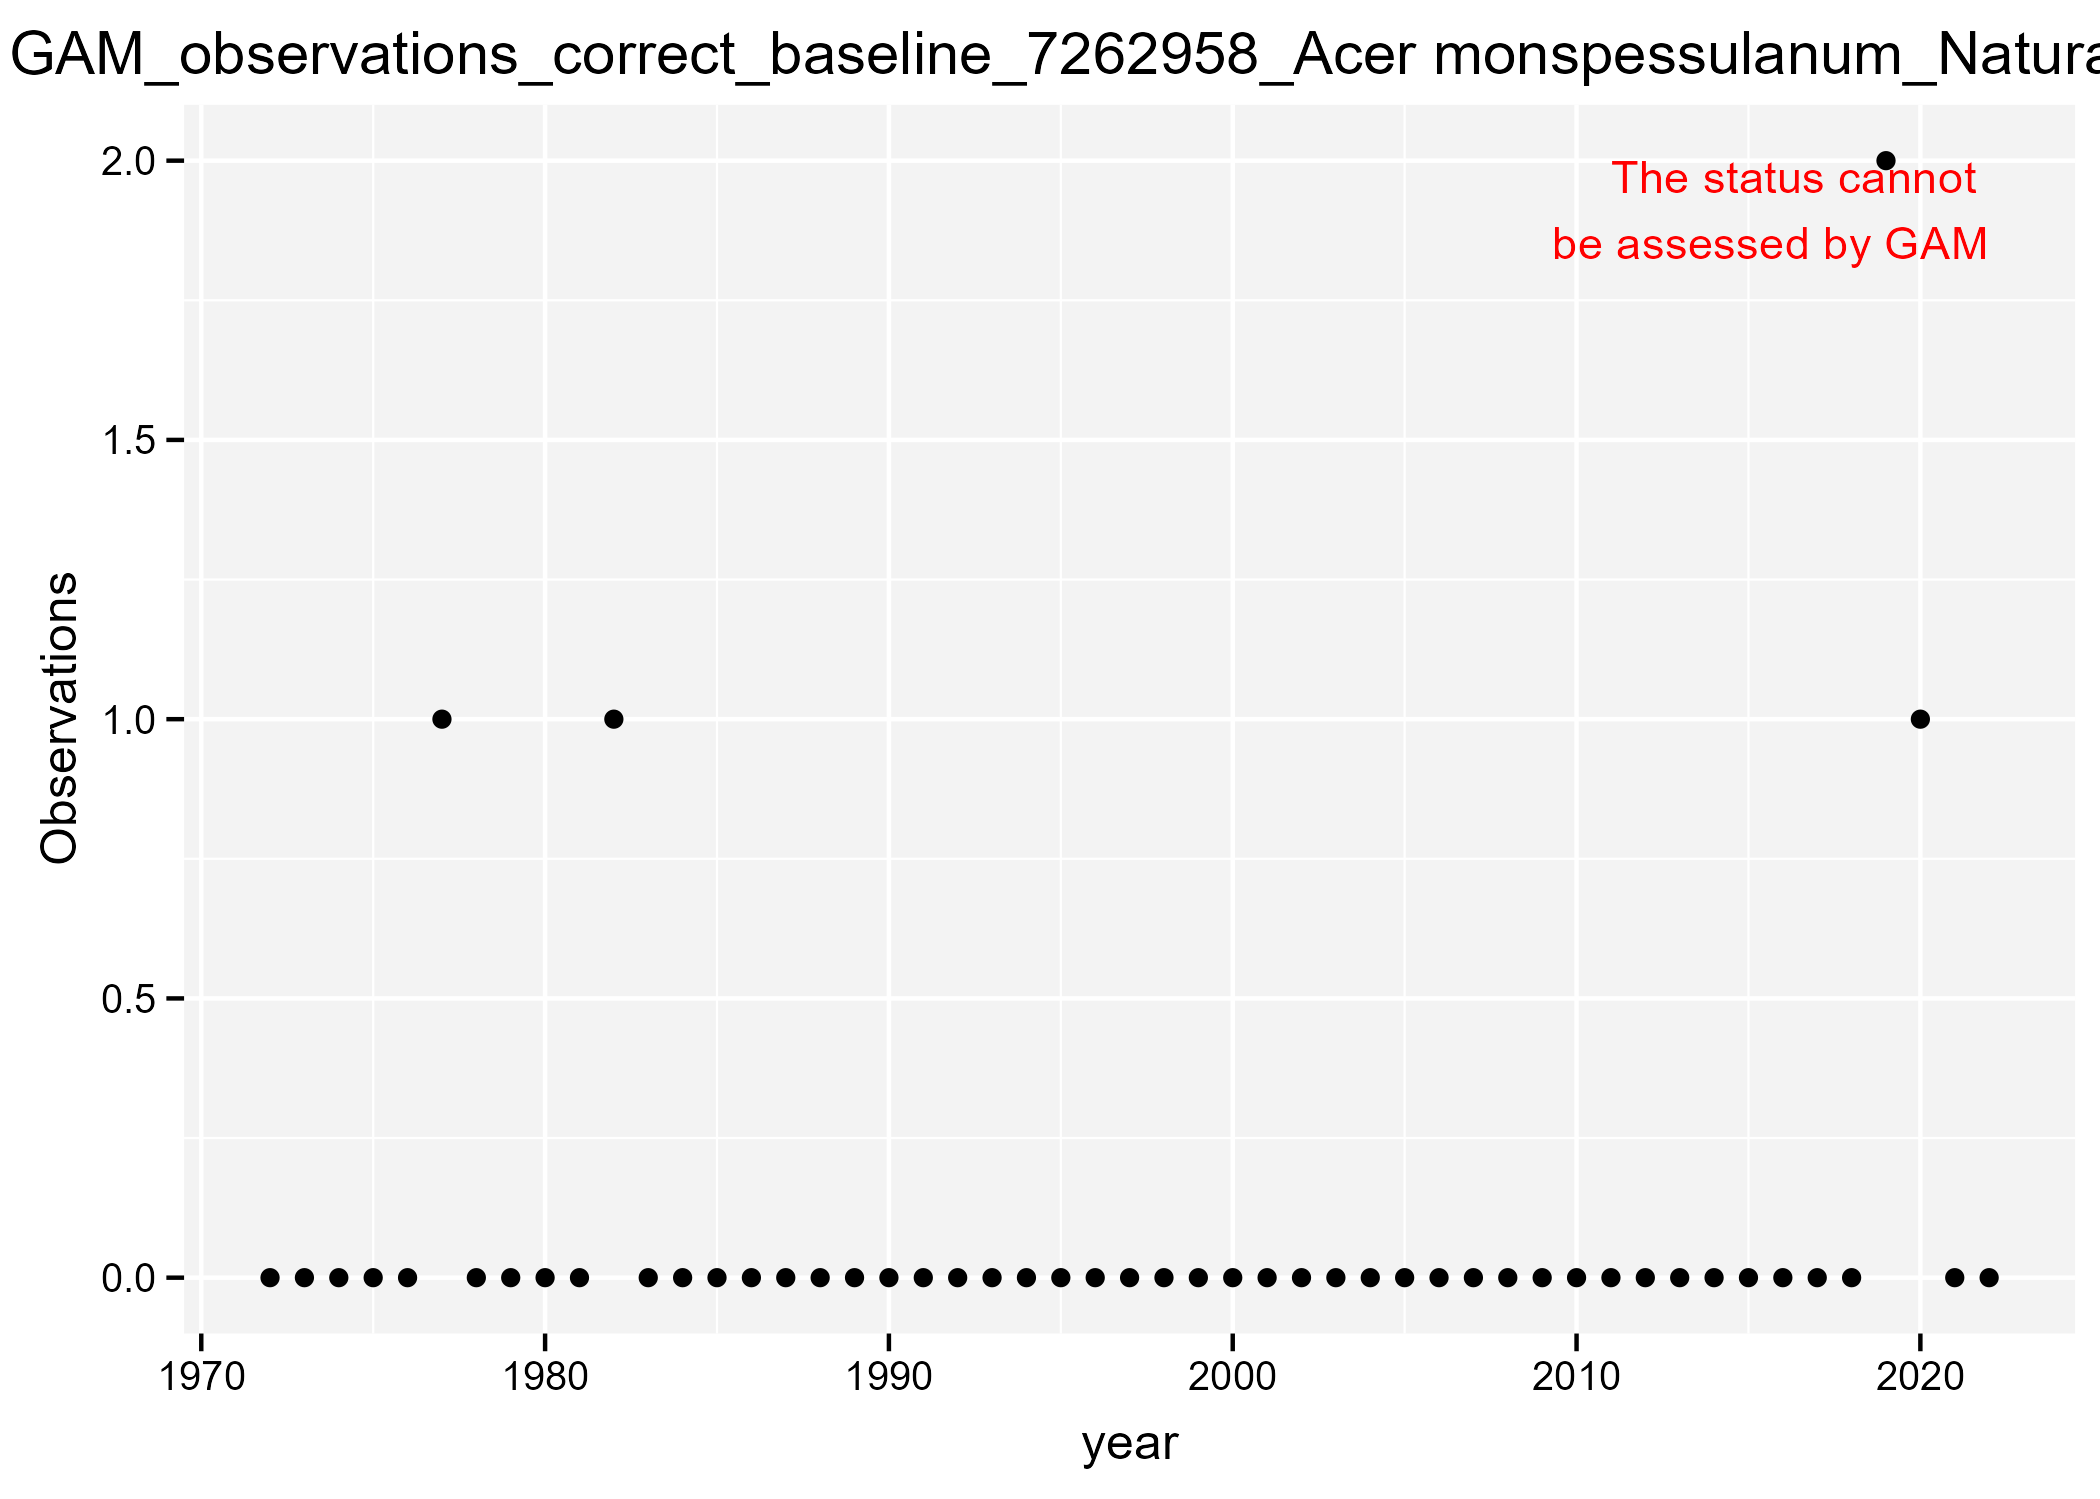 GAM_observations_correct_baseline_7262958_Acer monspessulanum_Natura
2.0
The status cannot
be assessed by GAM
1.5
Observations
1.0
0.5
0.0
1970 1980 1990 2000 2010 2020
year